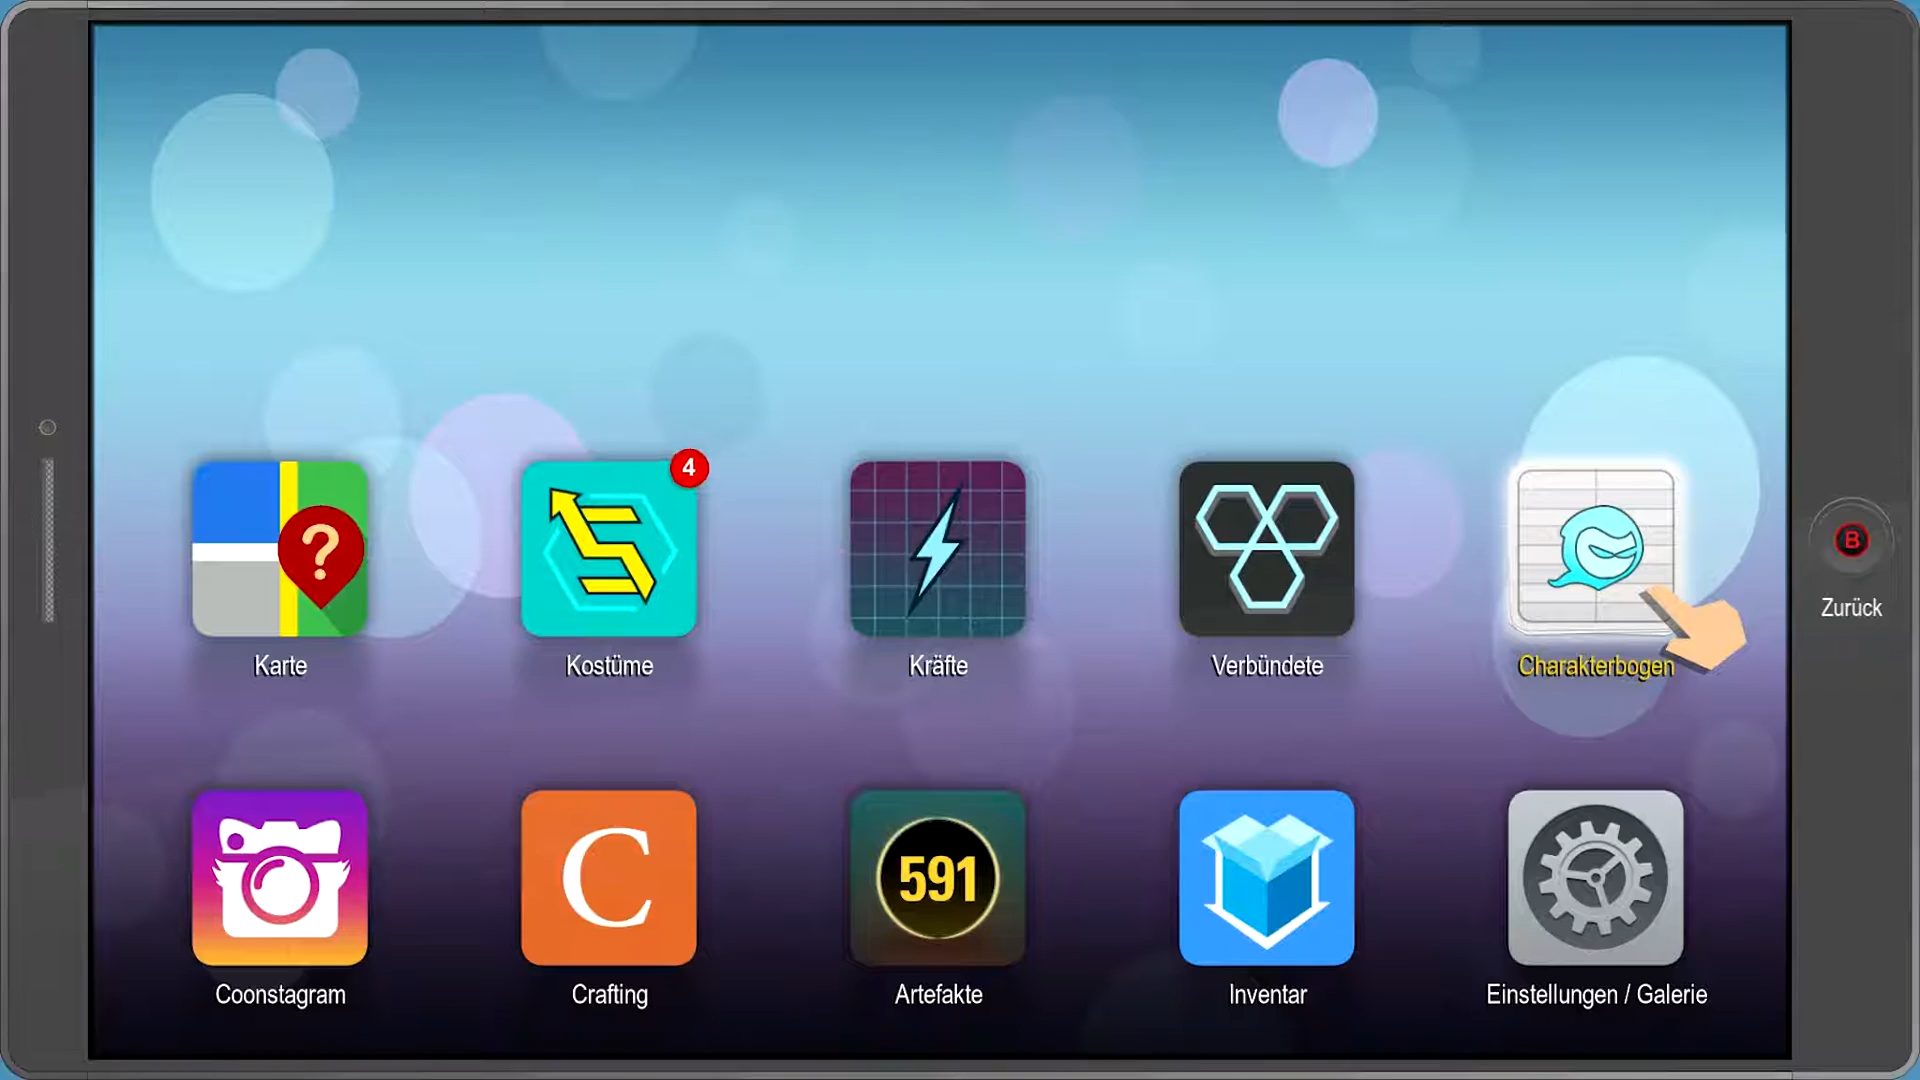 4
?
B
Zurück
Karte
Kostüme
Kräfte
Verbündete
Charakterbogen
C
591
Coonstagram
Crafting
Artefakte
Inventar
Einstellungen / Galerie